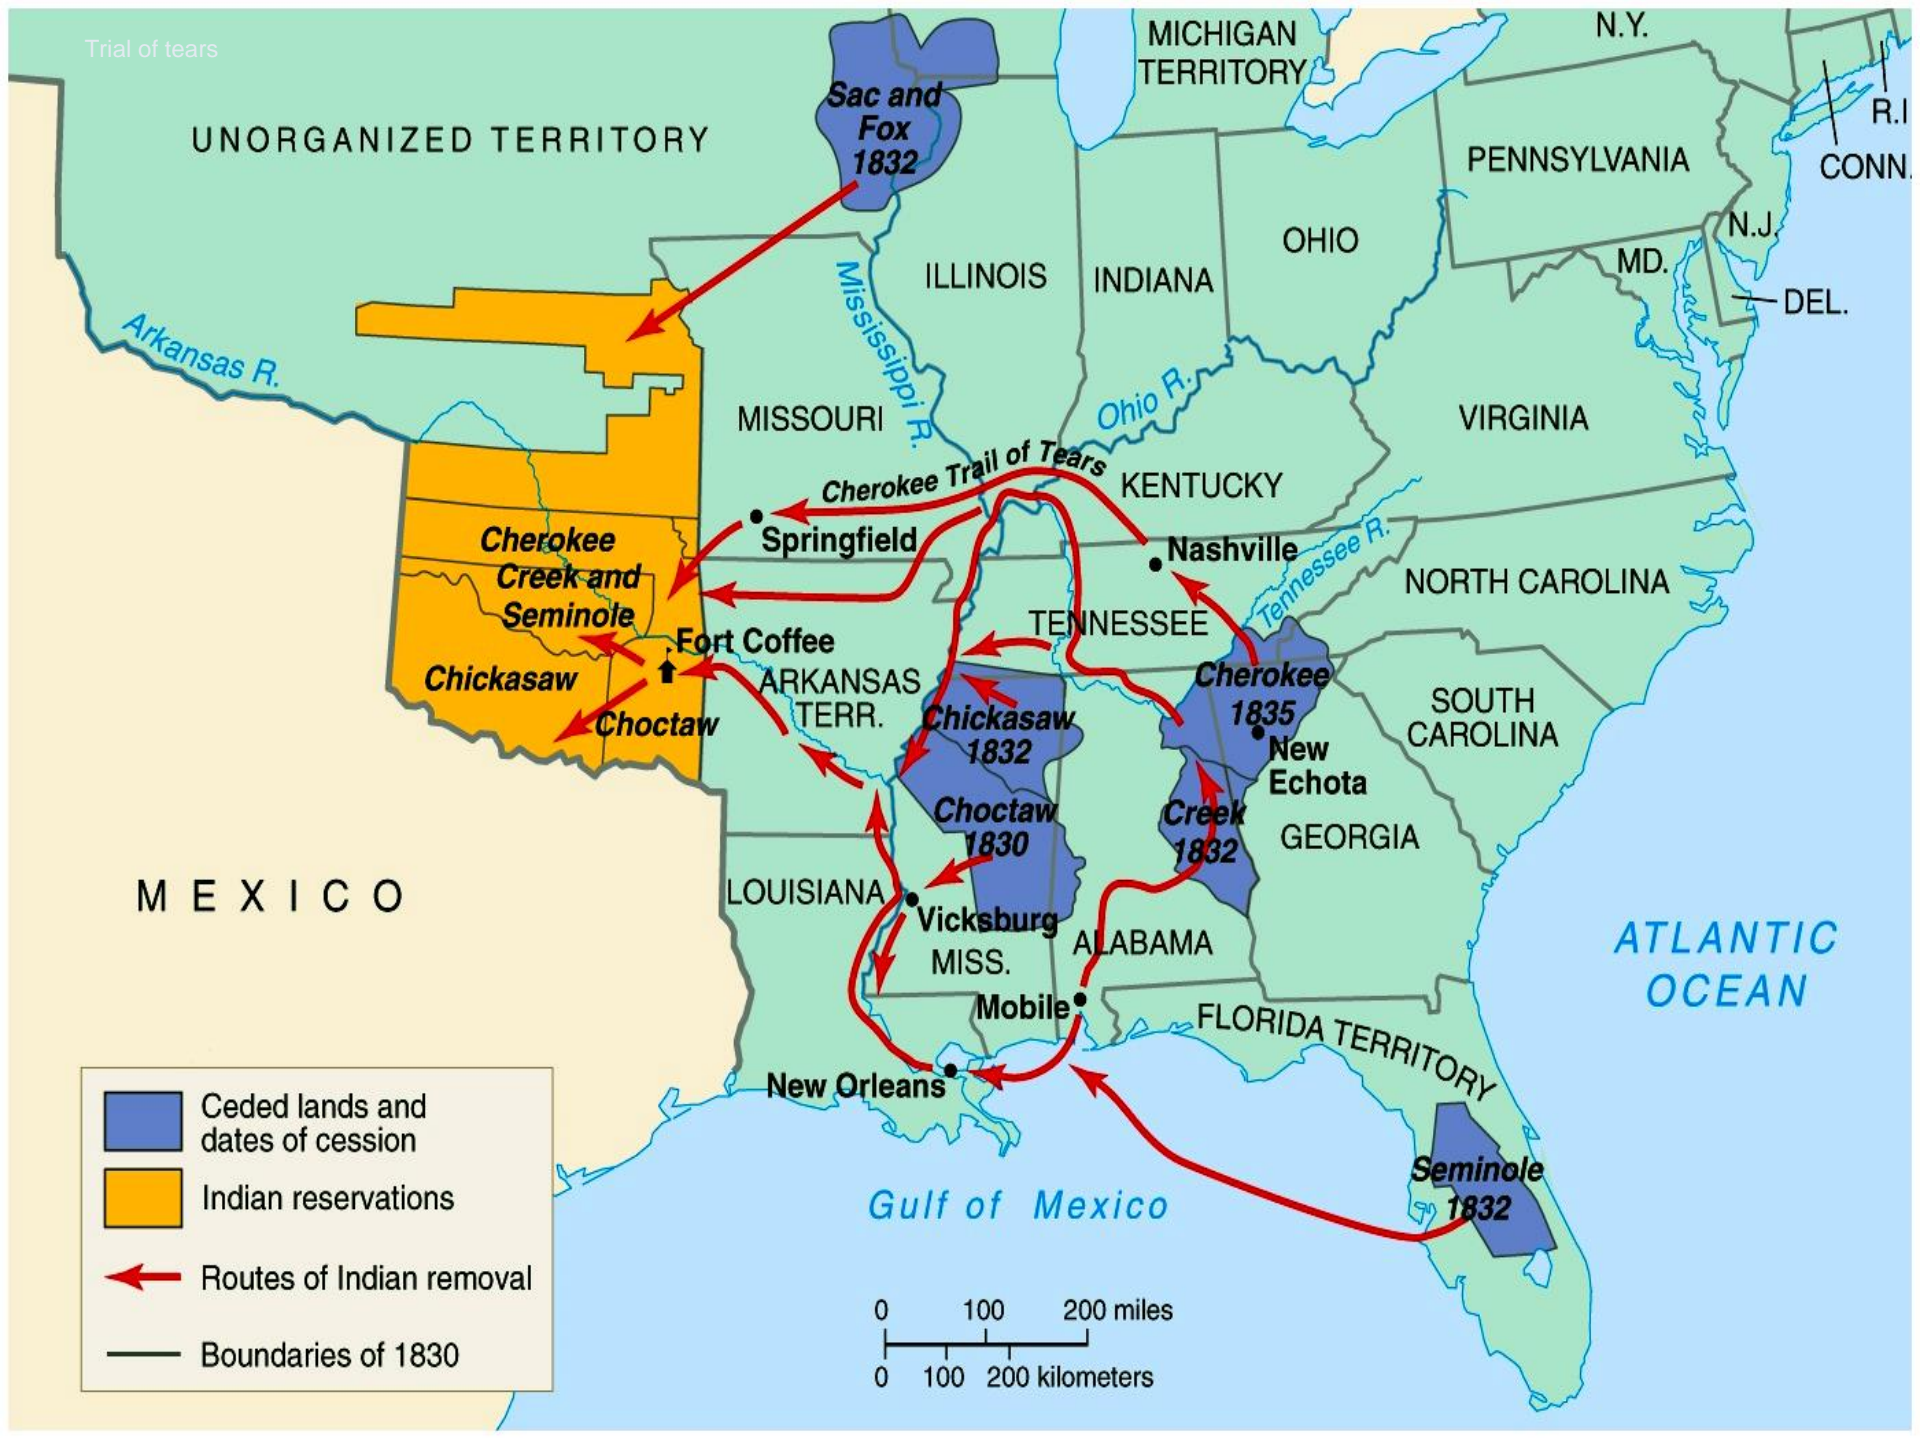 Trial of tears
UNORGANIZED TERRITORY
Sac and
Fox
1832
MICHIGAN
TERRITORY
N.Y.
R.I
CONN.
PENNSYLVANIA
N.J.
MD.
DEL.
OHIO
INDIANA
ILLINOIS
Mississippi R.
Arkansas R.
MISSOURI
Ohio R.
VIRGINIA
KENTUCKY
Cherokee Trail of Tears
Springfield
Nashville
Tennessee R.
NORTH CAROLINA
TENNESSEE
Cherokee
Creek and
Seminole
Fort Coffee
Chickasaw
Choctaw
ARKANSAS
TERR.
Chickasaw
1832
Choctaw
1830
Cherokee
1835
New
Echota
Creek
1832
SOUTH
CAROLINA
GEORGIA
MEXICO
LOUISIANA
Vicksburg
MISS.
ALABAMA
Mobile
New Orleans
FLORIDA TERRITORY
ATLANTIC
OCEAN
Seminole
1832
Gulf of Mexico
Ceded lands and
dates of cession
Indian reservations
Routes of Indian removal
Boundaries of 1830
0 100 200 miles
0 100 200 kilometers